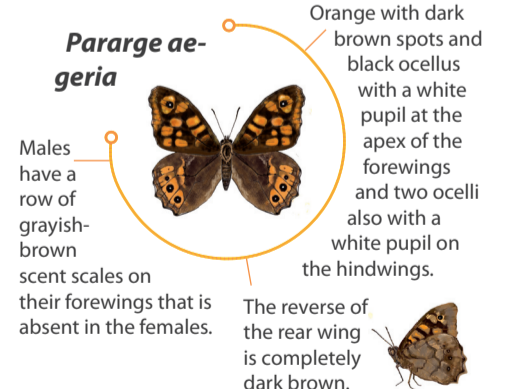 Pararge ae-
geria
Orange with dark
brown spots and
black ocellus
with a white
pupil at the
apex of the
forewings
and two ocelli
also with a
white pupil on
the hindwings.
Males
have a
row of
grayish-
brown
scent scales on
their forewings that is
absent in the females.
The reverse of
the rear wing
is completely
dark brown.